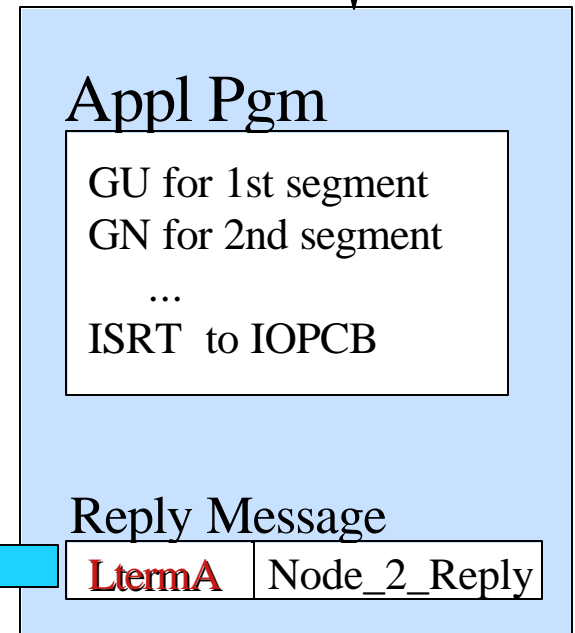 Appl Pgm
GU for 1st segment
GN for 2nd segment
...
ISRT to IOPCB
Reply Message
LtermA Node_2_Reply